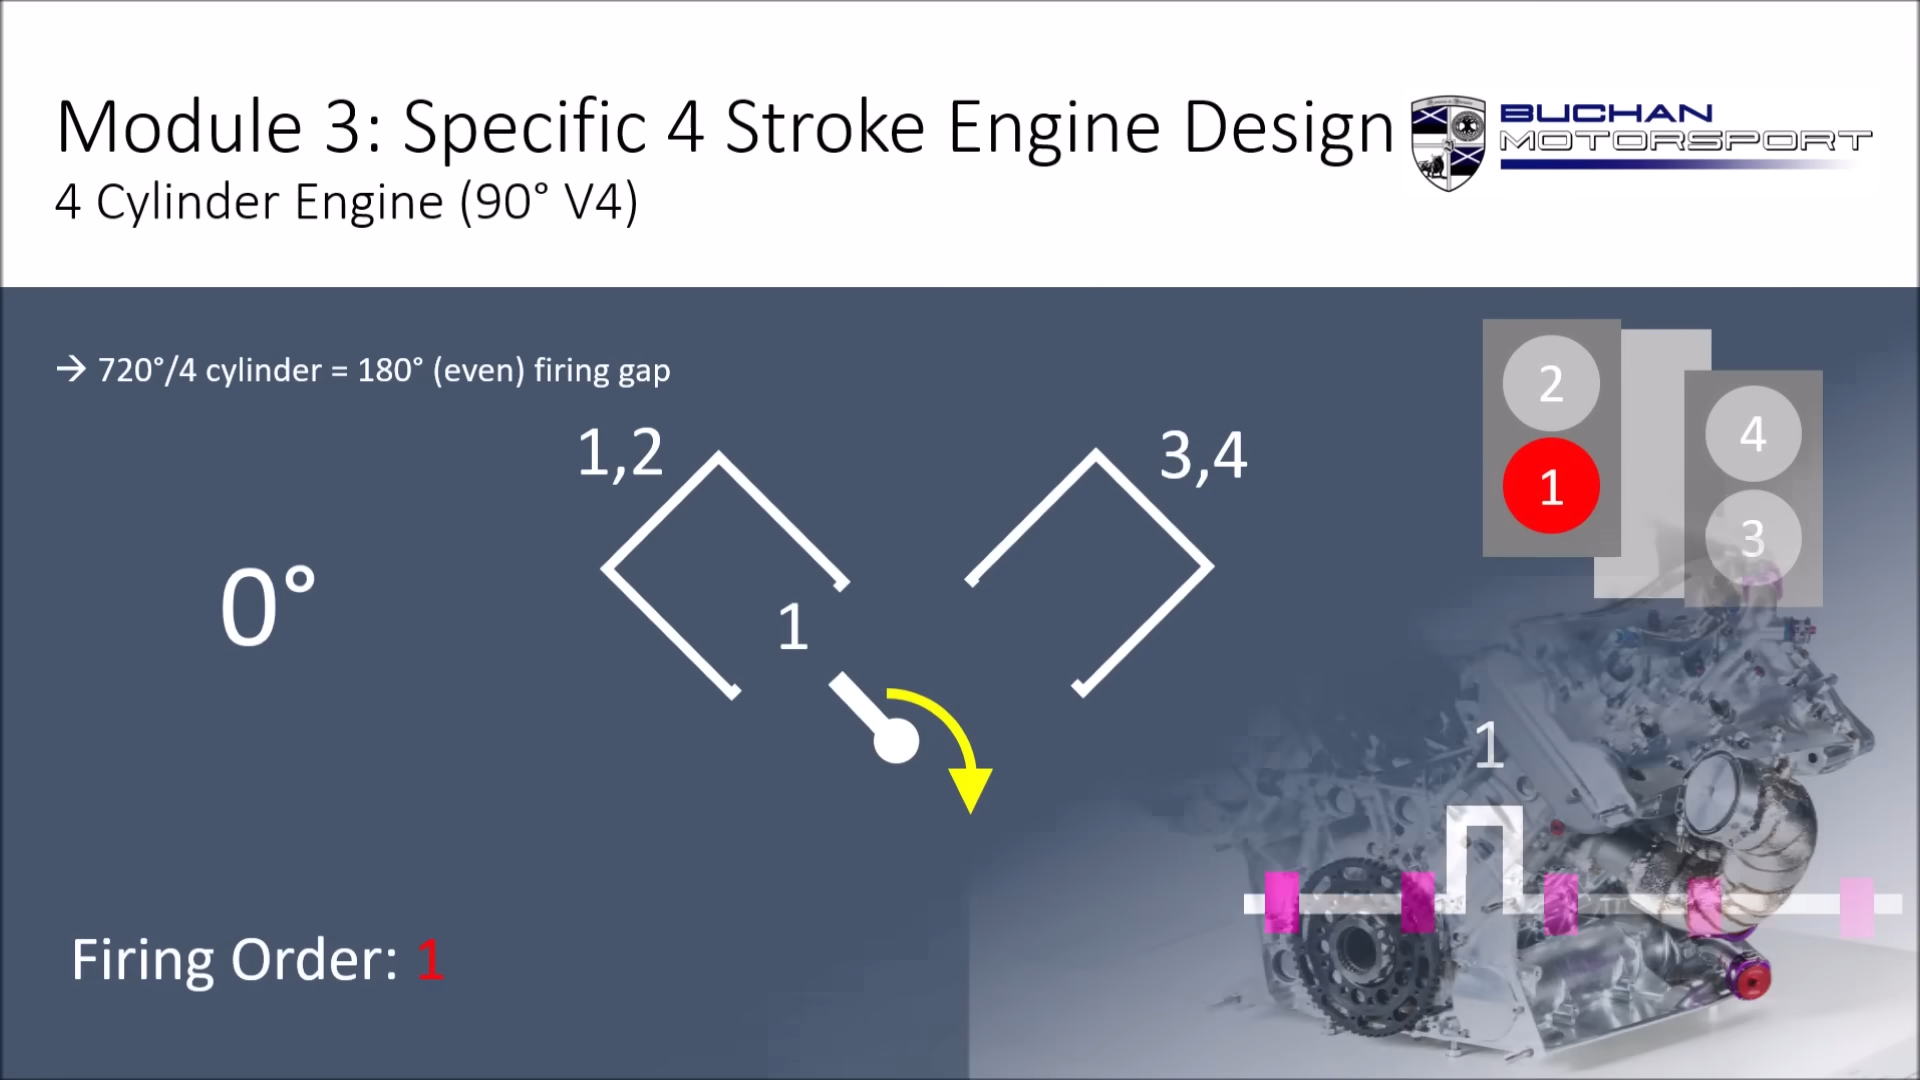 Module 3: Specific 4 Stroke Engine Design
BUCHAN
MOTORSPORT
4 Cylinder Engine (90° V4)
→ 720°/4 cylinder = 180° (even) firing gap
2
4
1
3
1,2
3,4
0°
1
1
Firing Order: 1